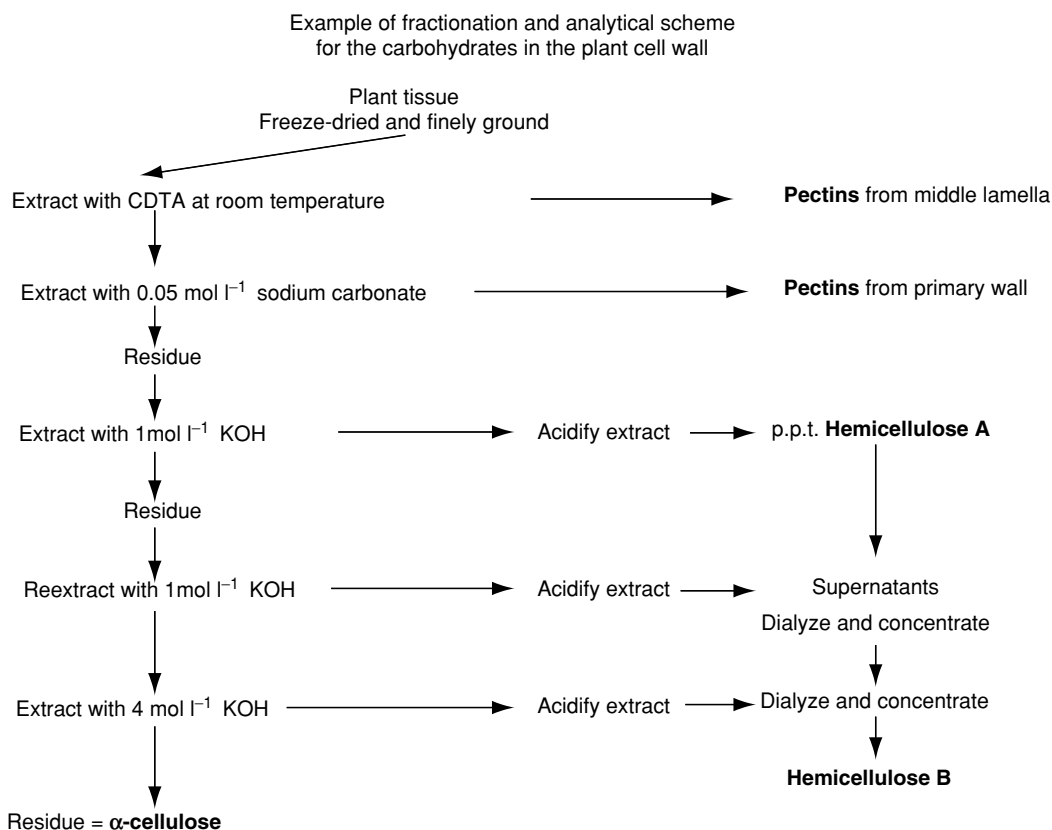 Example of fractionation and analytical scheme
for the carbohydrates in the plant cell wall
Plant tissue
Freeze-dried and finely ground
Extract with CDTA at room temperature
Pectins from middle lamella
Extract with 0.05 mol l⁻¹ sodium carbonate
Pectins from primary wall
Residue
Extract with 1mol l⁻¹ KOH
Acidify extract
p.p.t. Hemicellulose A
Residue
Reextract with 1mol l⁻¹ KOH
Acidify extract
Supernatants
Dialyze and concentrate
Extract with 4 mol l⁻¹ KOH
Acidify extract
Dialyze and concentrate
Hemicellulose B
Residue = α-cellulose